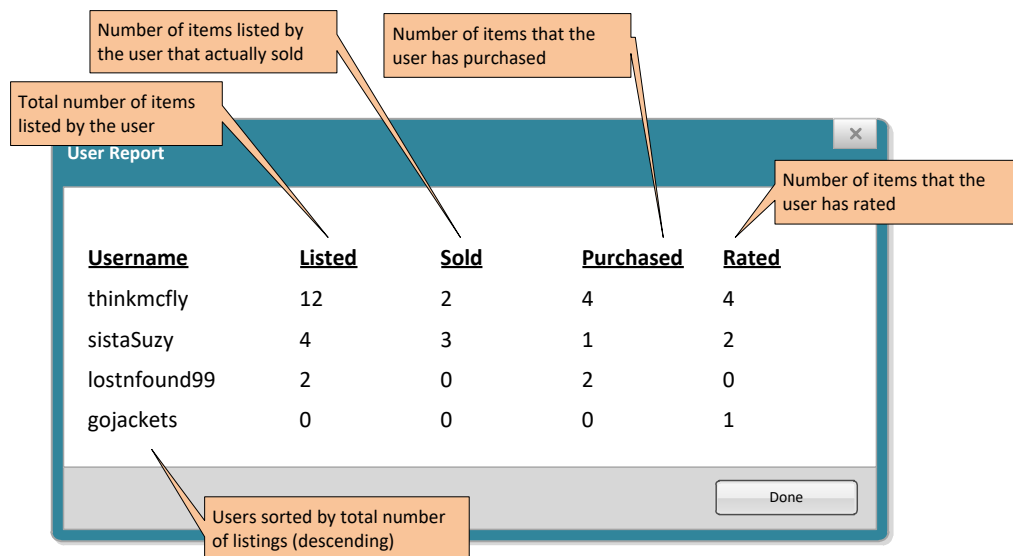 Number of items listed by
the user that actually sold
Number of items that the
user has purchased
Total number of items
listed by the user
User Report
×
Number of items that the
user has rated
Username Listed Sold Purchased Rated
thinkmcfly 12 2 4 4
sistaSuzy 4 3 1 2
lostnfound99 2 0 2 0
gojackets 0 0 0 1
Done
Users sorted by total number
of listings (descending)